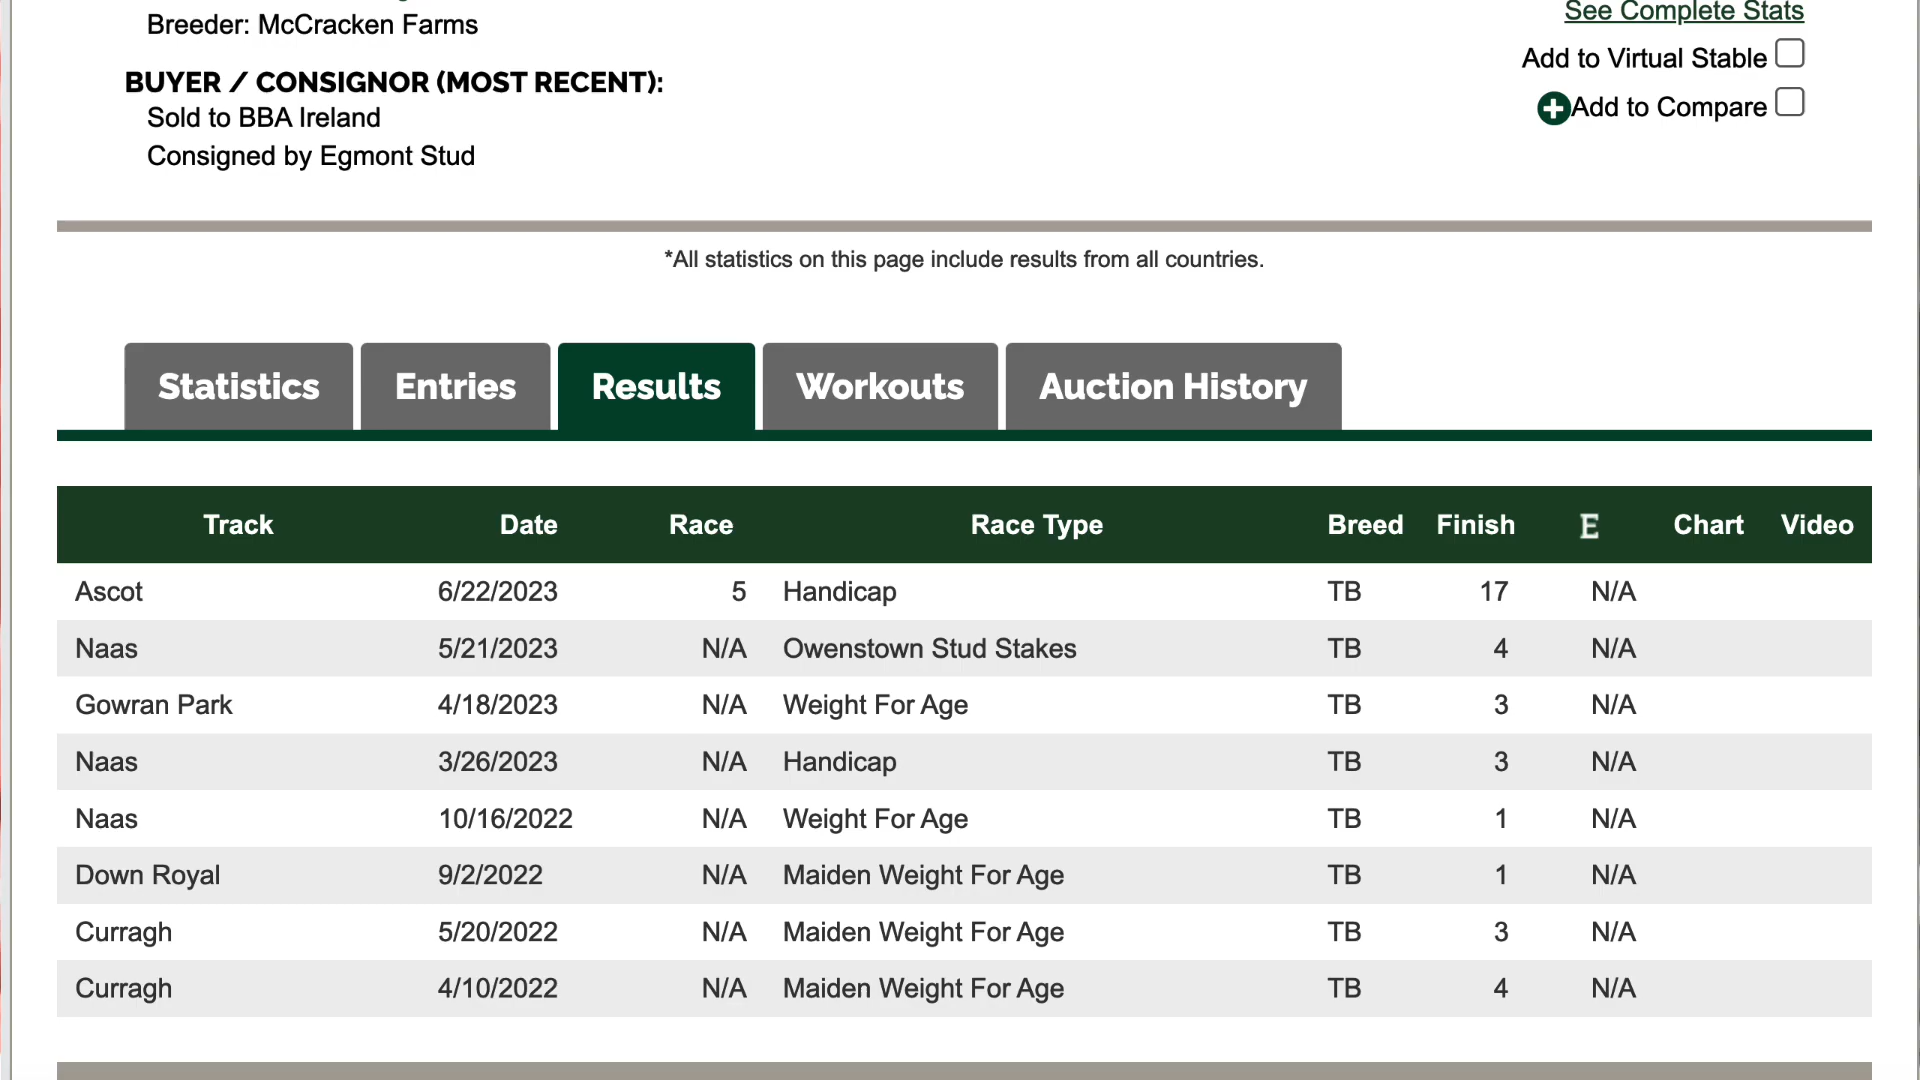 Breeder: McCracken Farms
See Complete Stats
Add to Virtual Stable
Add to Compare
BUYER / CONSIGNOR (MOST RECENT):
Sold to BBA Ireland
Consigned by Egmont Stud
*All statistics on this page include results from all countries.
Statistics Entries Results Workouts Auction History
Track Date Race Race Type Breed Finish E Chart Video
Ascot 6/22/2023 5 Handicap TB 17 N/A
Naas 5/21/2023 N/A Owenstown Stud Stakes TB 4 N/A
Gowran Park 4/18/2023 N/A Weight For Age TB 3 N/A
Naas 3/26/2023 N/A Handicap TB 3 N/A
Naas 10/16/2022 N/A Weight For Age TB 1 N/A
Down Royal 9/2/2022 N/A Maiden Weight For Age TB 1 N/A
Curragh 5/20/2022 N/A Maiden Weight For Age TB 3 N/A
Curragh 4/10/2022 N/A Maiden Weight For Age TB 4 N/A